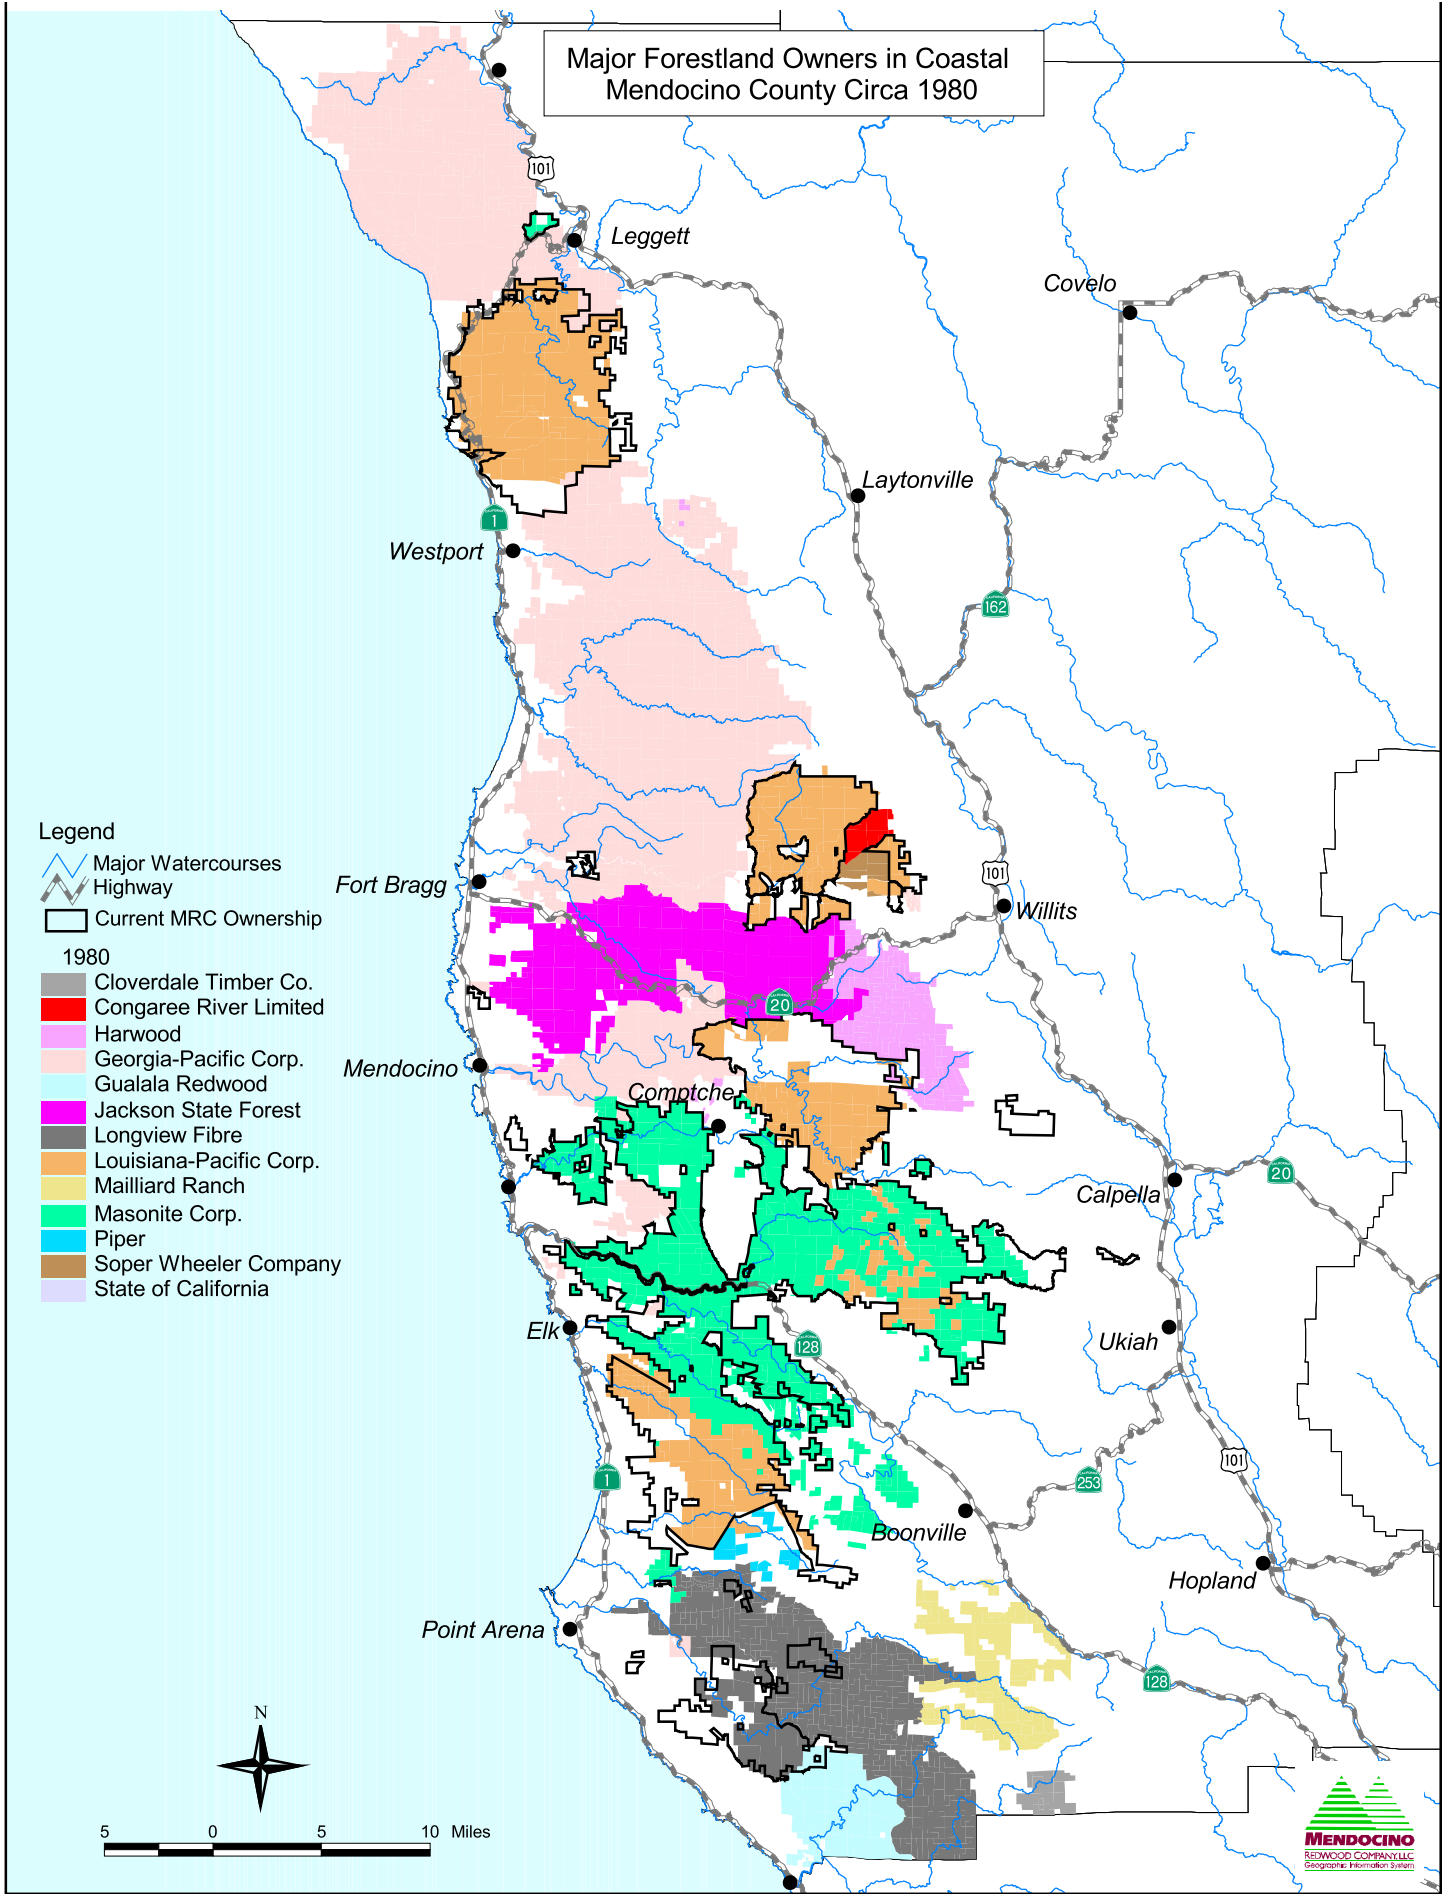 Major Forestland Owners in Coastal
Mendocino County Circa 1980
101
Leggett
Covelo
Laytonville
1
Westport
162
Legend
Major Watercourses
Highway
Current MRC Ownership
1980
Cloverdale Timber Co.
Congaree River Limited
Harwood
Georgia-Pacific Corp.
Gualala Redwood
Jackson State Forest
Longview Fibre
Louisiana-Pacific Corp.
Mailliard Ranch
Masonite Corp.
Piper
Soper Wheeler Company
State of California
Fort Bragg
101
Willits
20
Mendocino
Comptche
20
Calpella
Elk
128
Ukiah
1
101
253
Boonville
Hopland
Point Arena
128
N
5 0 5 10 Miles
MENDOCINO
REDWOOD COMPANY, LLC
Geographic Information System